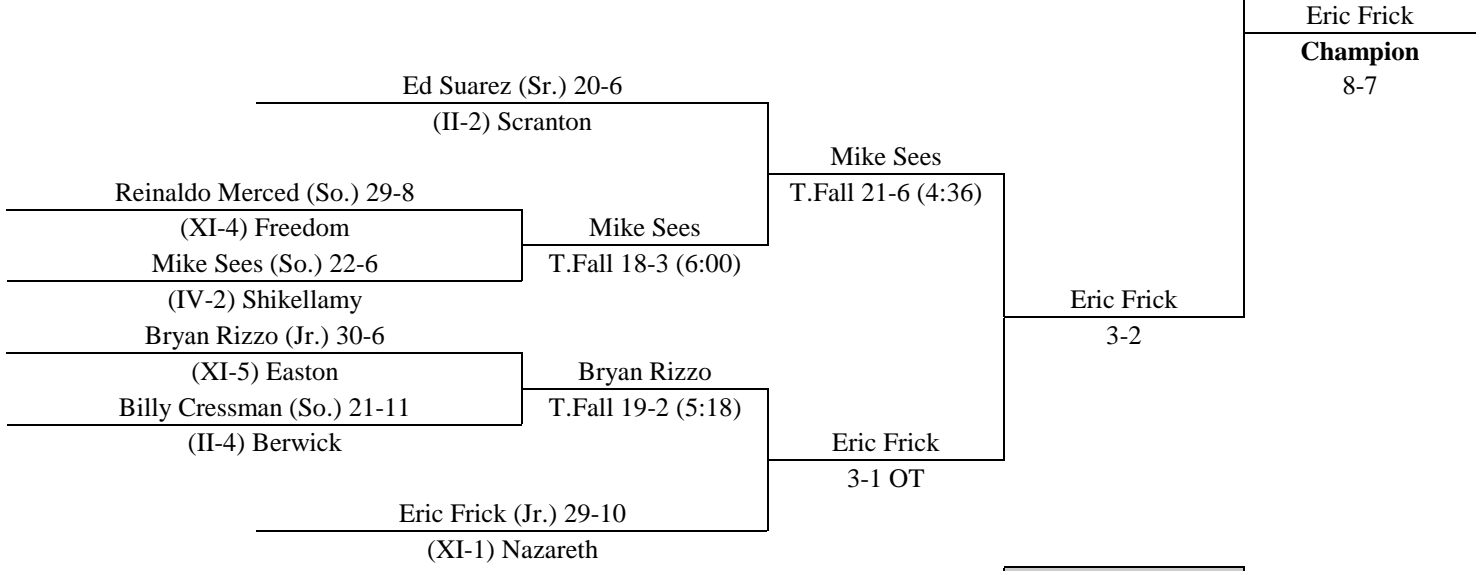 Eric Frick
Champion
Ed Suarez (Sr.) 20-6
8-7
(II-2) Scranton
Mike Sees
Reinaldo Merced (So.) 29-8
T.Fall 21-6 (4:36)
(XI-4) Freedom
Mike Sees
Mike Sees (So.) 22-6
T.Fall 18-3 (6:00)
(IV-2) Shikellamy
Eric Frick
Bryan Rizzo (Jr.) 30-6
3-2
(XI-5) Easton
Bryan Rizzo
Billy Cressman (So.) 21-11
T.Fall 19-2 (5:18)
(II-4) Berwick
Eric Frick
3-1 OT
Eric Frick (Jr.) 29-10
(XI-1) Nazareth